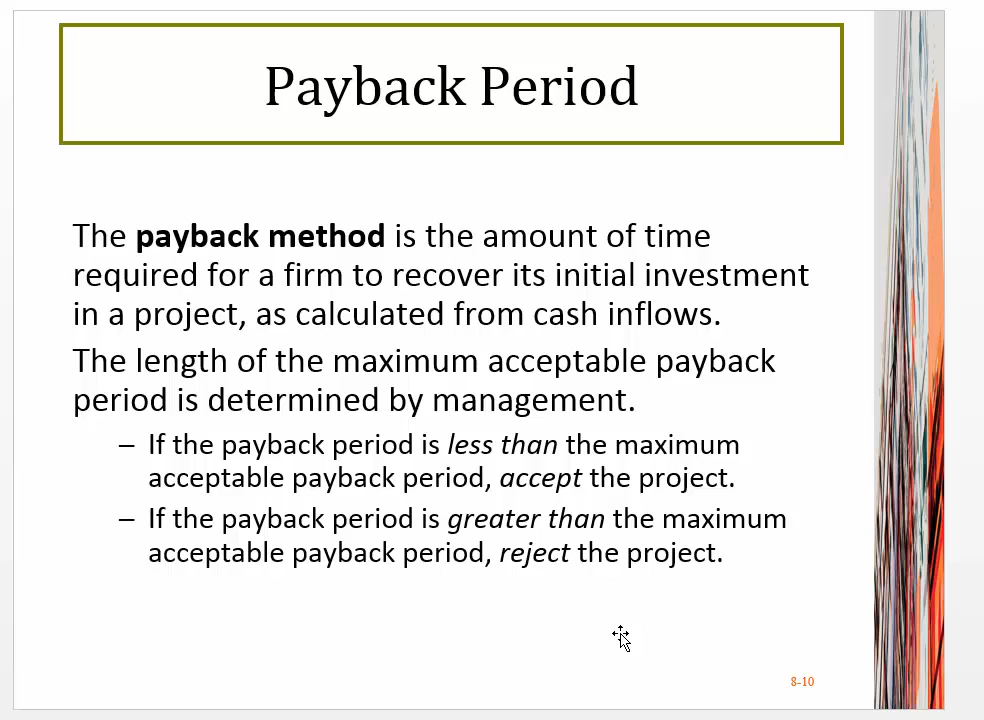 Payback Period
The payback method is the amount of time
required for a firm to recover its initial investment
in a project, as calculated from cash inflows.
The length of the maximum acceptable payback
period is determined by management.
– If the payback period is less than the maximum
acceptable payback period, accept the project.
– If the payback period is greater than the maximum
acceptable payback period, reject the project.
8-10